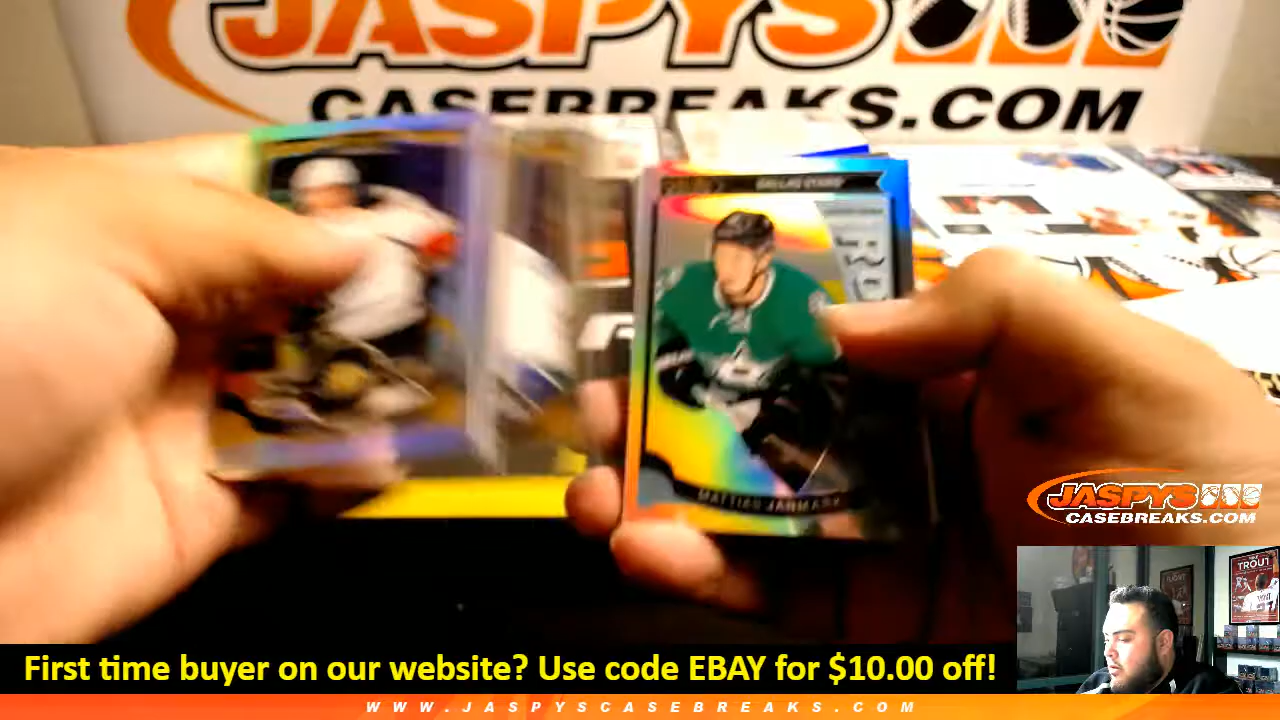 JASPYS
CASEBREAKS.COM
DALLAS STARS
RO
MATTIAS JANMARK
JASPYS
CASEBREAKS.COM
TROUT
First time buyer on our website? Use code EBAY for $10.00 off!
WWW.JASPYSCASEBREAKS.COM